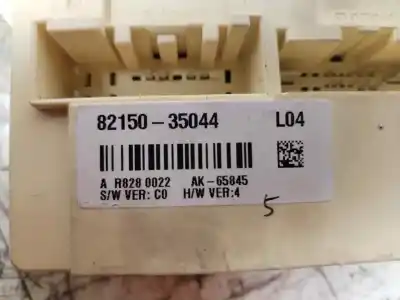 82150-35044 L04
A R828 0022 AK-65845
S/W VER: C0 H/W VER:4
5